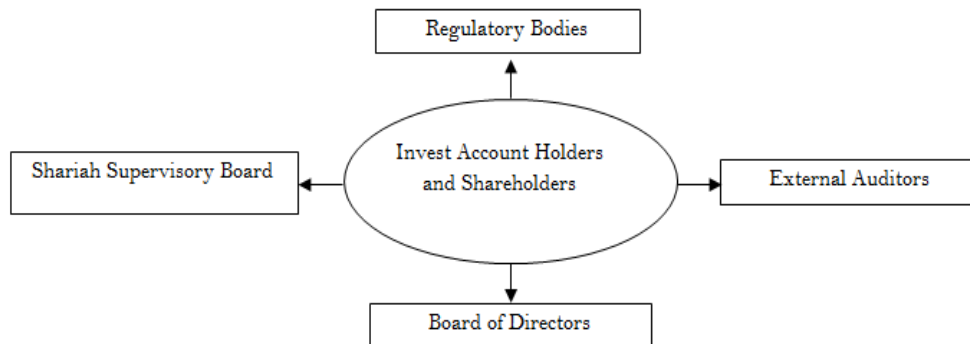 Regulatory Bodies
Invest Account Holders
and Shareholders
Shariah Supervisory Board
External Auditors
Board of Directors